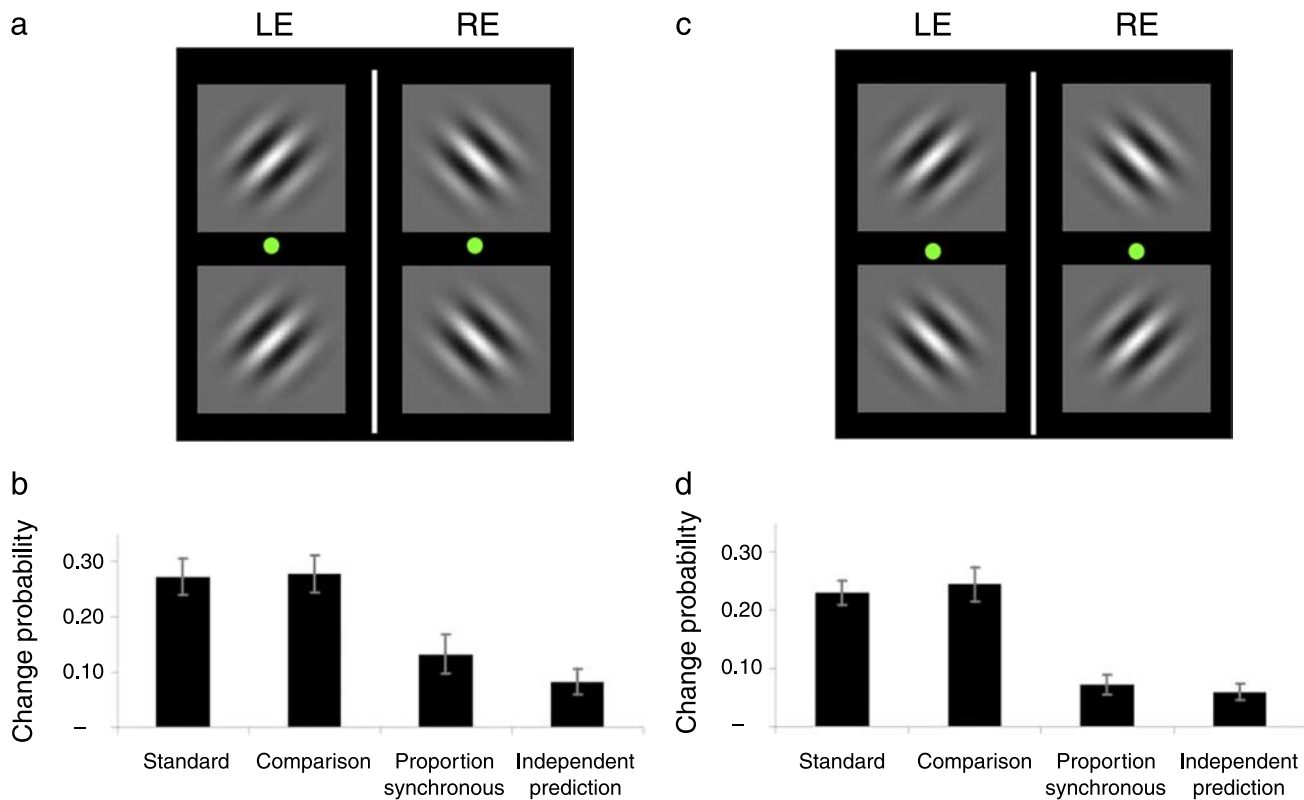 a
LE RE
b
Change probability
0.30
0.20
0.10
–
Standard Comparison Proportion synchronous Independent prediction
c
LE RE
d
Change probability
0.30
0.20
0.10
–
Standard Comparison Proportion synchronous Independent prediction